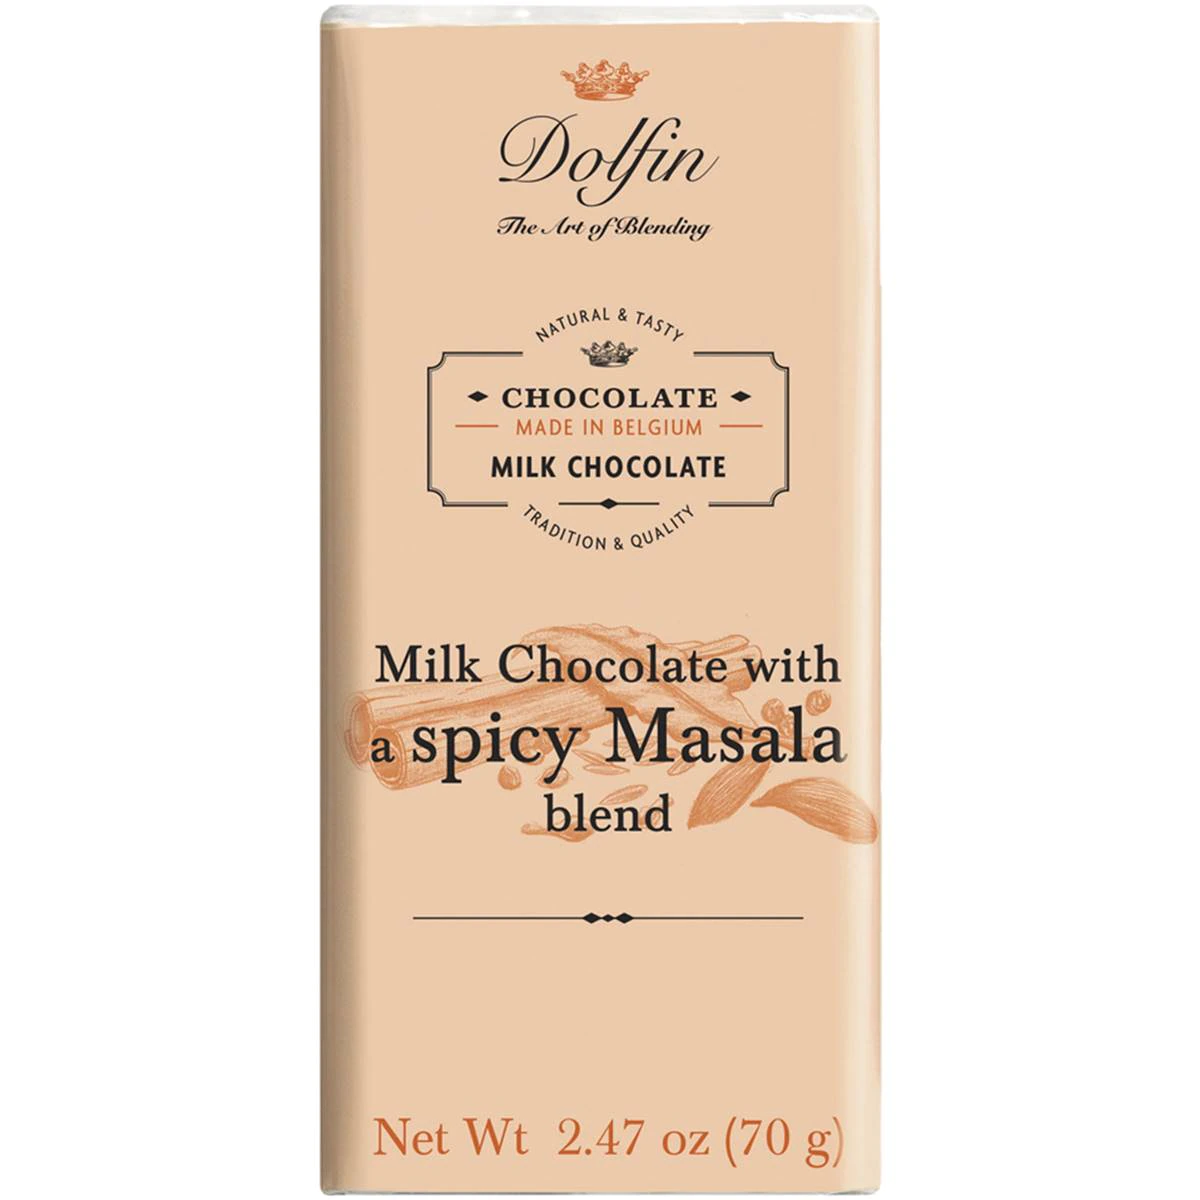 Dolfin
The Art of Blending
NATURAL & TASTY
CHOCOLATE
MADE IN BELGIUM
MILK CHOCOLATE
TRADITION & QUALITY
Milk Chocolate with
a spicy Masala
blend
Net Wt 2.47 oz (70 g)